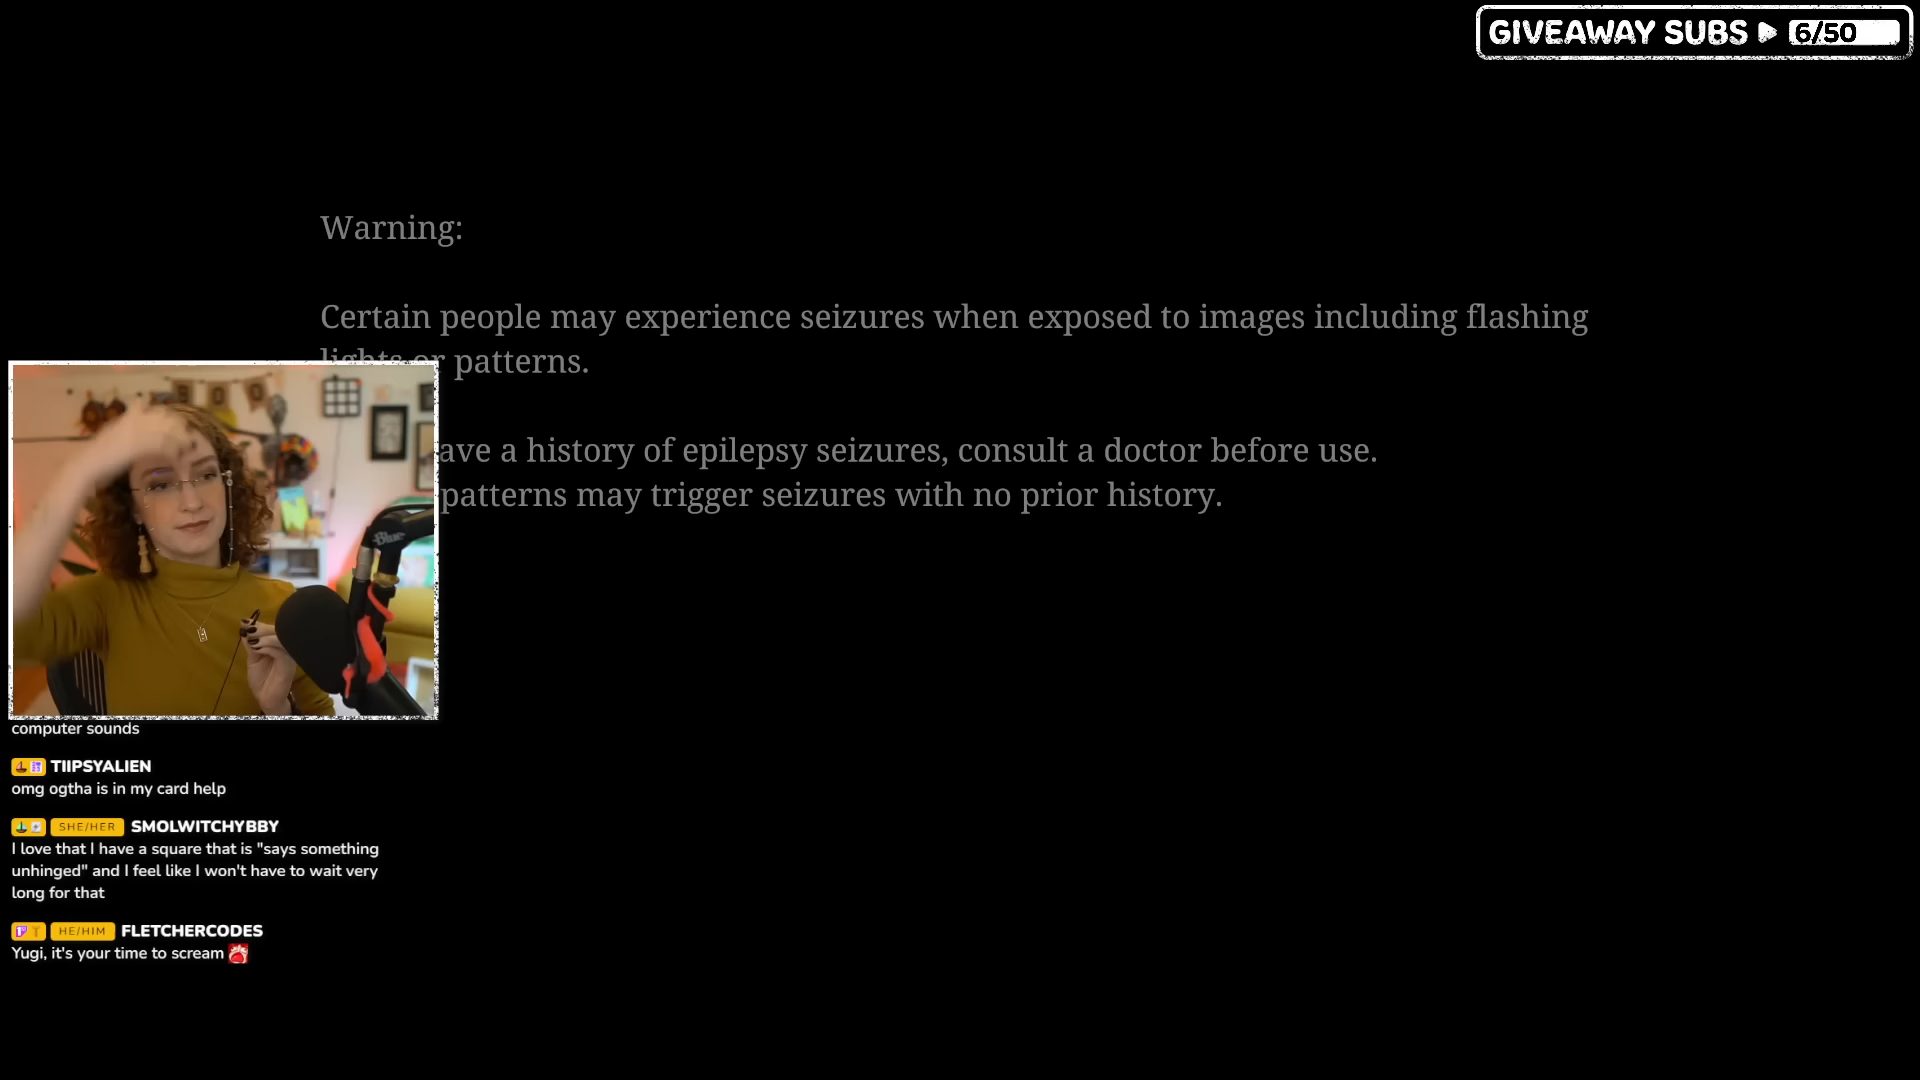 GIVEAWAY SUBS 6/50
Warning:
Certain people may experience seizures when exposed to images including flashing
lights or patterns.
ave a history of epilepsy seizures, consult a doctor before use.
patterns may trigger seizures with no prior history.
Blue
computer sounds
TIIPSYALIEN
omg ogtha is in my card help
SHE/HER SMOLWITCHYBBY
I love that I have a square that is "says something
unhinged" and I feel like I won't have to wait very
long for that
HE/HIM FLETCHERCODES
Yugi, it's your time to scream